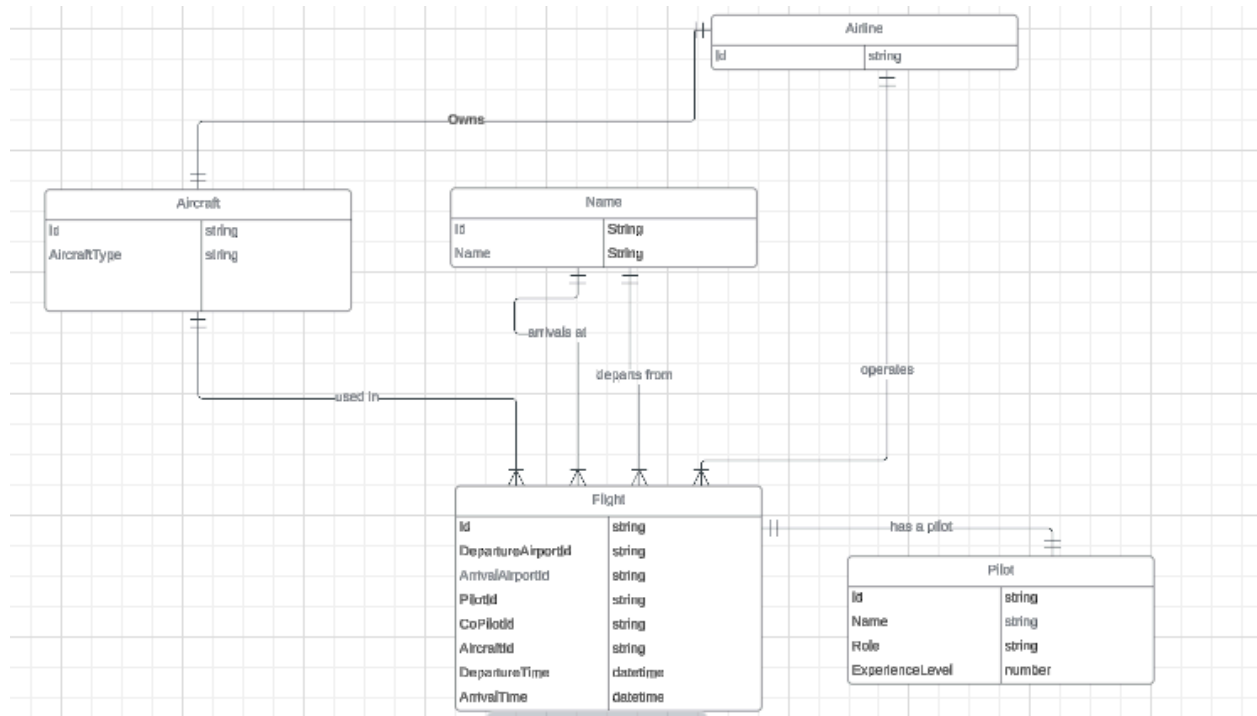 Airline
Id string
Owns
Aircraft
Id string
AircraftType string
Name
Id String
Name String
arrivals at
departs from
operates
used in
Flight
Id string
DepartureAirportId string
ArrivalAirportId string
PilotId string
CoPilotId string
AircraftId string
DepartureTime datetime
ArrivalTime datetime
has a pilot
Pilot
Id string
Name string
Role string
ExperienceLevel number